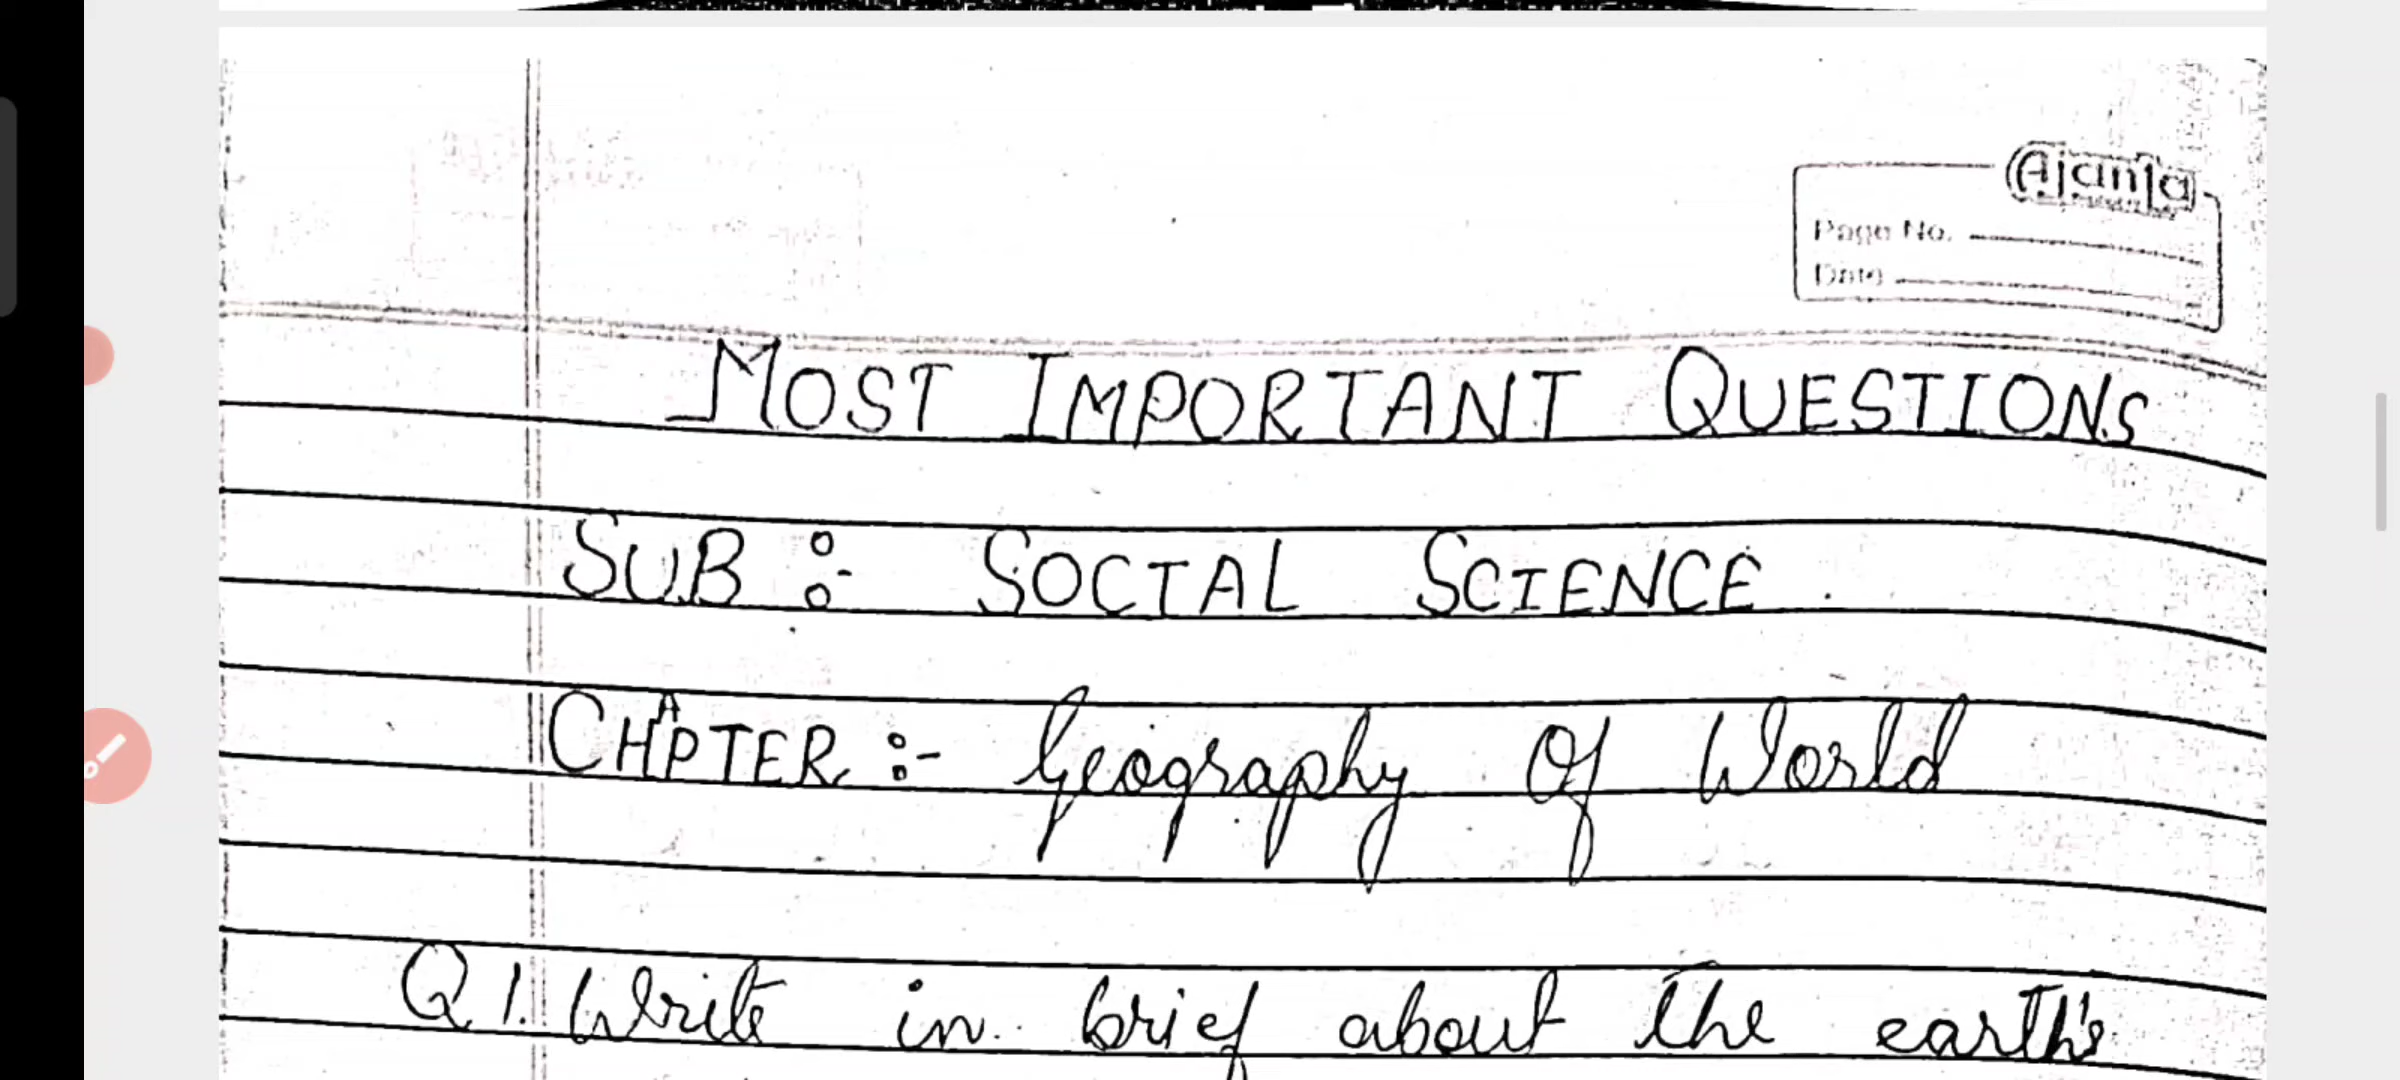 Ajanta
Page No.
Date
MOST IMPORTANT QUESTIONS
SUB :- SOCIAL SCIENCE.
CHAPTER :- Geography Of World
Q1. Write in brief about the earth's